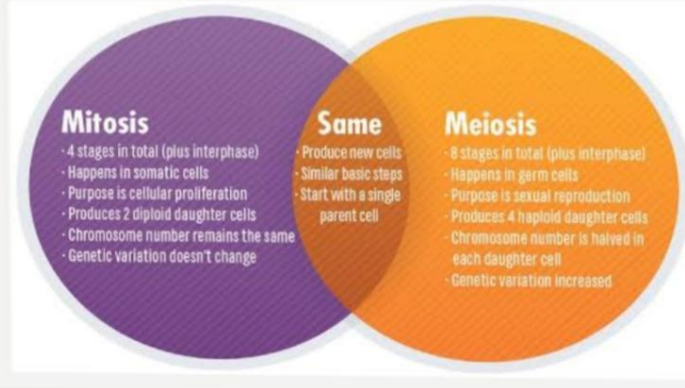 Mitosis
· 4 stages in total (plus interphase)
· Happens in somatic cells
· Purpose is cellular proliferation
· Produces 2 diploid daughter cells
· Chromosome number remains the same
· Genetic variation doesn't change
Same
· Produce new cells
· Similar basic steps
· Start with a single
parent cell
Meiosis
· 8 stages in total (plus interphase)
· Happens in germ cells
· Purpose is sexual reproduction
· Produces 4 haploid daughter cells
· Chromosome number is halved in
each daughter cell
· Genetic variation increased